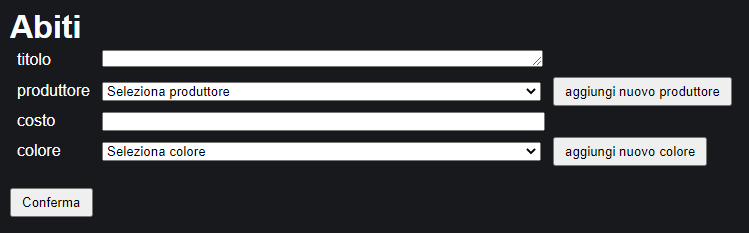 Abiti
titolo
produttore Seleziona produttore aggiungi nuovo produttore
costo
colore Seleziona colore aggiungi nuovo colore
Conferma